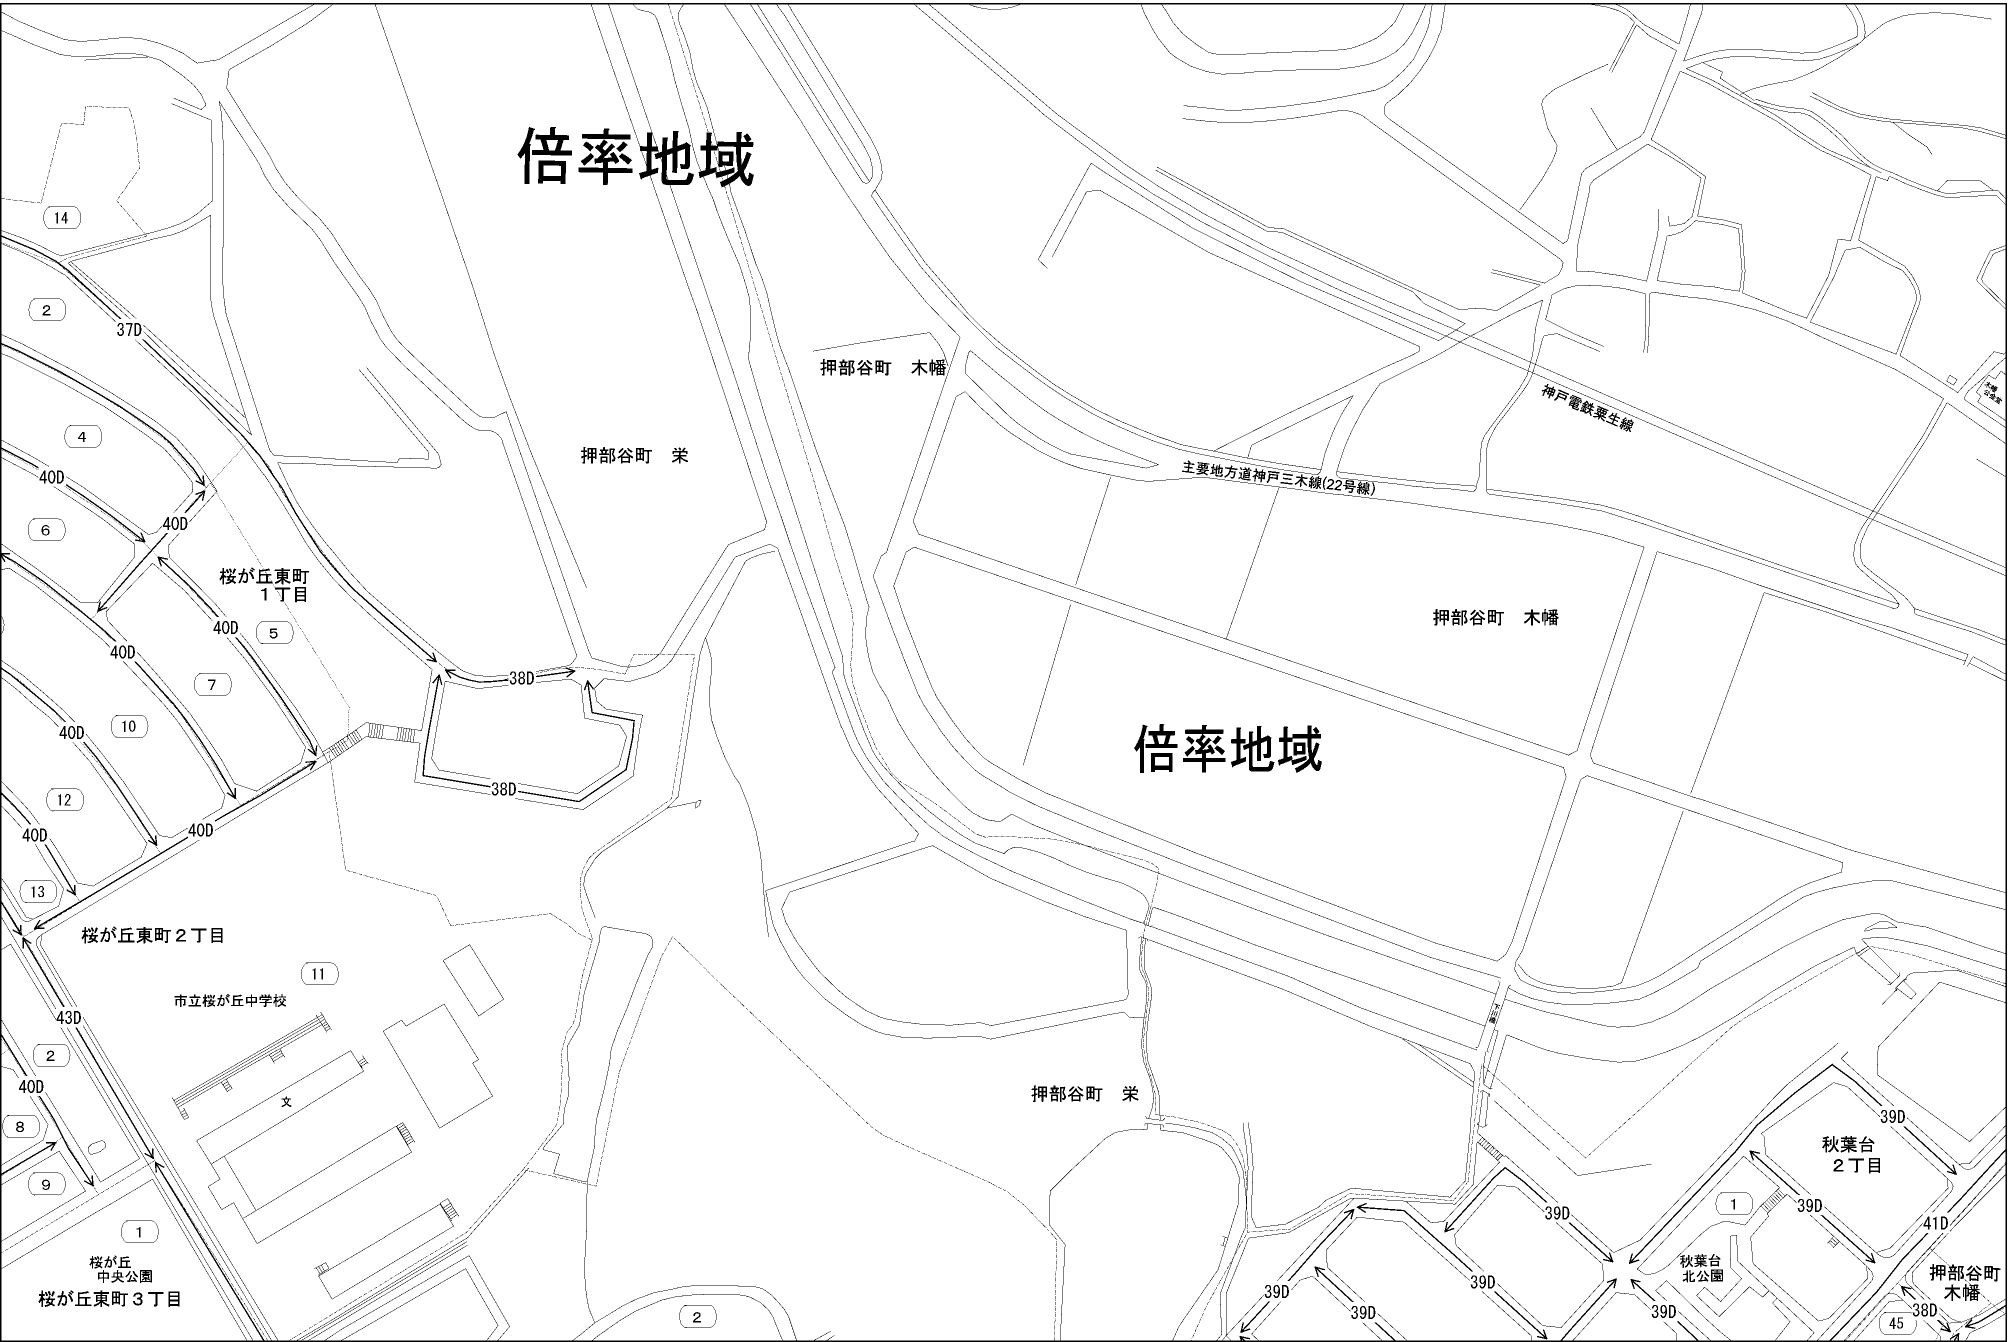 倍率地域
14
2
37D
押部谷町 木幡
木幡
公会堂
神戸電鉄粟生線
4
押部谷町 栄
40D
主要地方道神戸三木線(22号線)
6
40D
桜が丘東町
1丁目
5
40D
押部谷町 木幡
40D
7
38D
10
40D
倍率地域
38D
12
40D
40D
13
桜が丘東町2丁目
11
市立桜が丘中学校
43D
2
40D
文
押部谷町 栄
8
39D
秋葉台
2丁目
9
1
39D
39D
41D
1
桜が丘
中央公園
桜が丘東町3丁目
秋葉台
北公園
押部谷町
木幡
39D
39D
39D
39D
38D
45
2